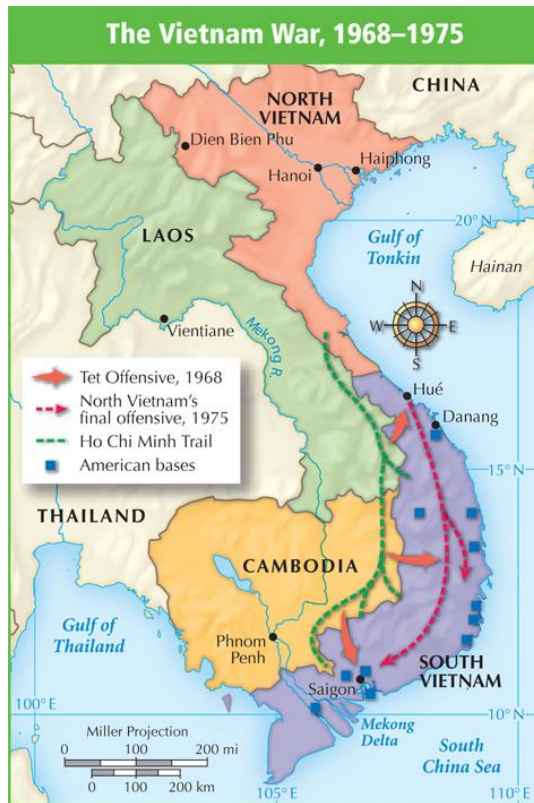 The Vietnam War, 1968–1975
CHINA
NORTH
VIETNAM
Dien Bien Phu
Hanoi
Haiphong
20°N
LAOS
Gulf of
Tonkin
Hainan
N
W
E
S
Vientiane
Mekong R.
Tet Offensive, 1968
North Vietnam's
final offensive, 1975
Ho Chi Minh Trail
American bases
Hué
Danang
15°N
THAILAND
CAMBODIA
Gulf of
Thailand
Phnom
Penh
SOUTH
VIETNAM
Saigon
100°E
10°N
Miller Projection
0 100 200 mi
0 100 200 km
Mekong
Delta
South
China Sea
105°E
110°E